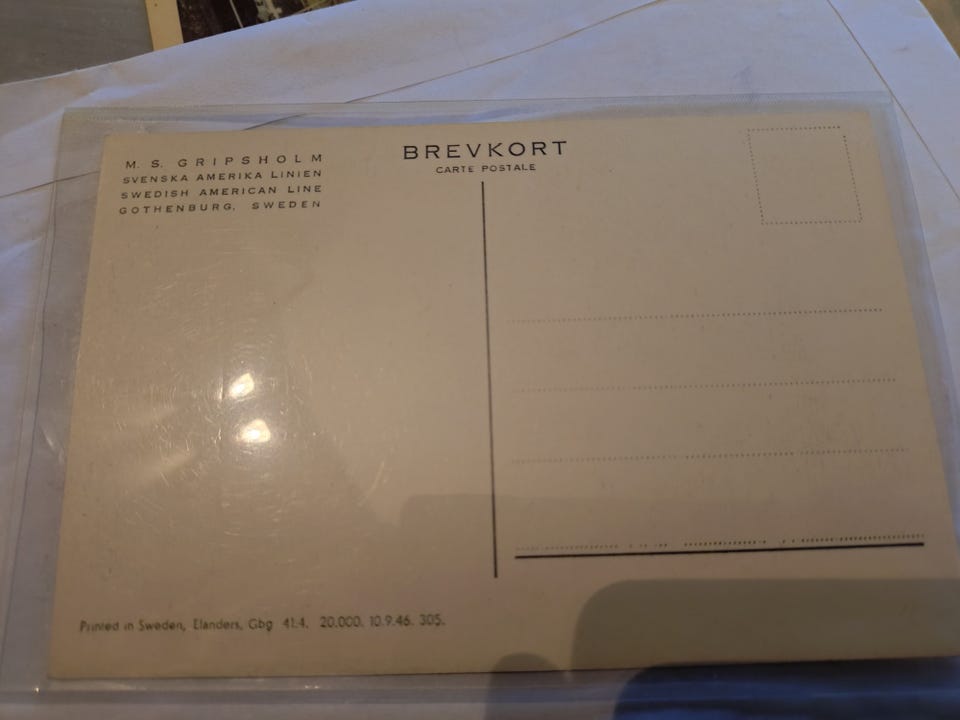 M. S. GRIPSHOLM
SVENSKA AMERIKA LINIEN
SWEDISH AMERICAN LINE
GOTHENBURG, SWEDEN
BREVKORT
CARTE POSTALE
Printed in Sweden, Elanders, Gbg 41.4. 20.000. 10.9.46. 305.